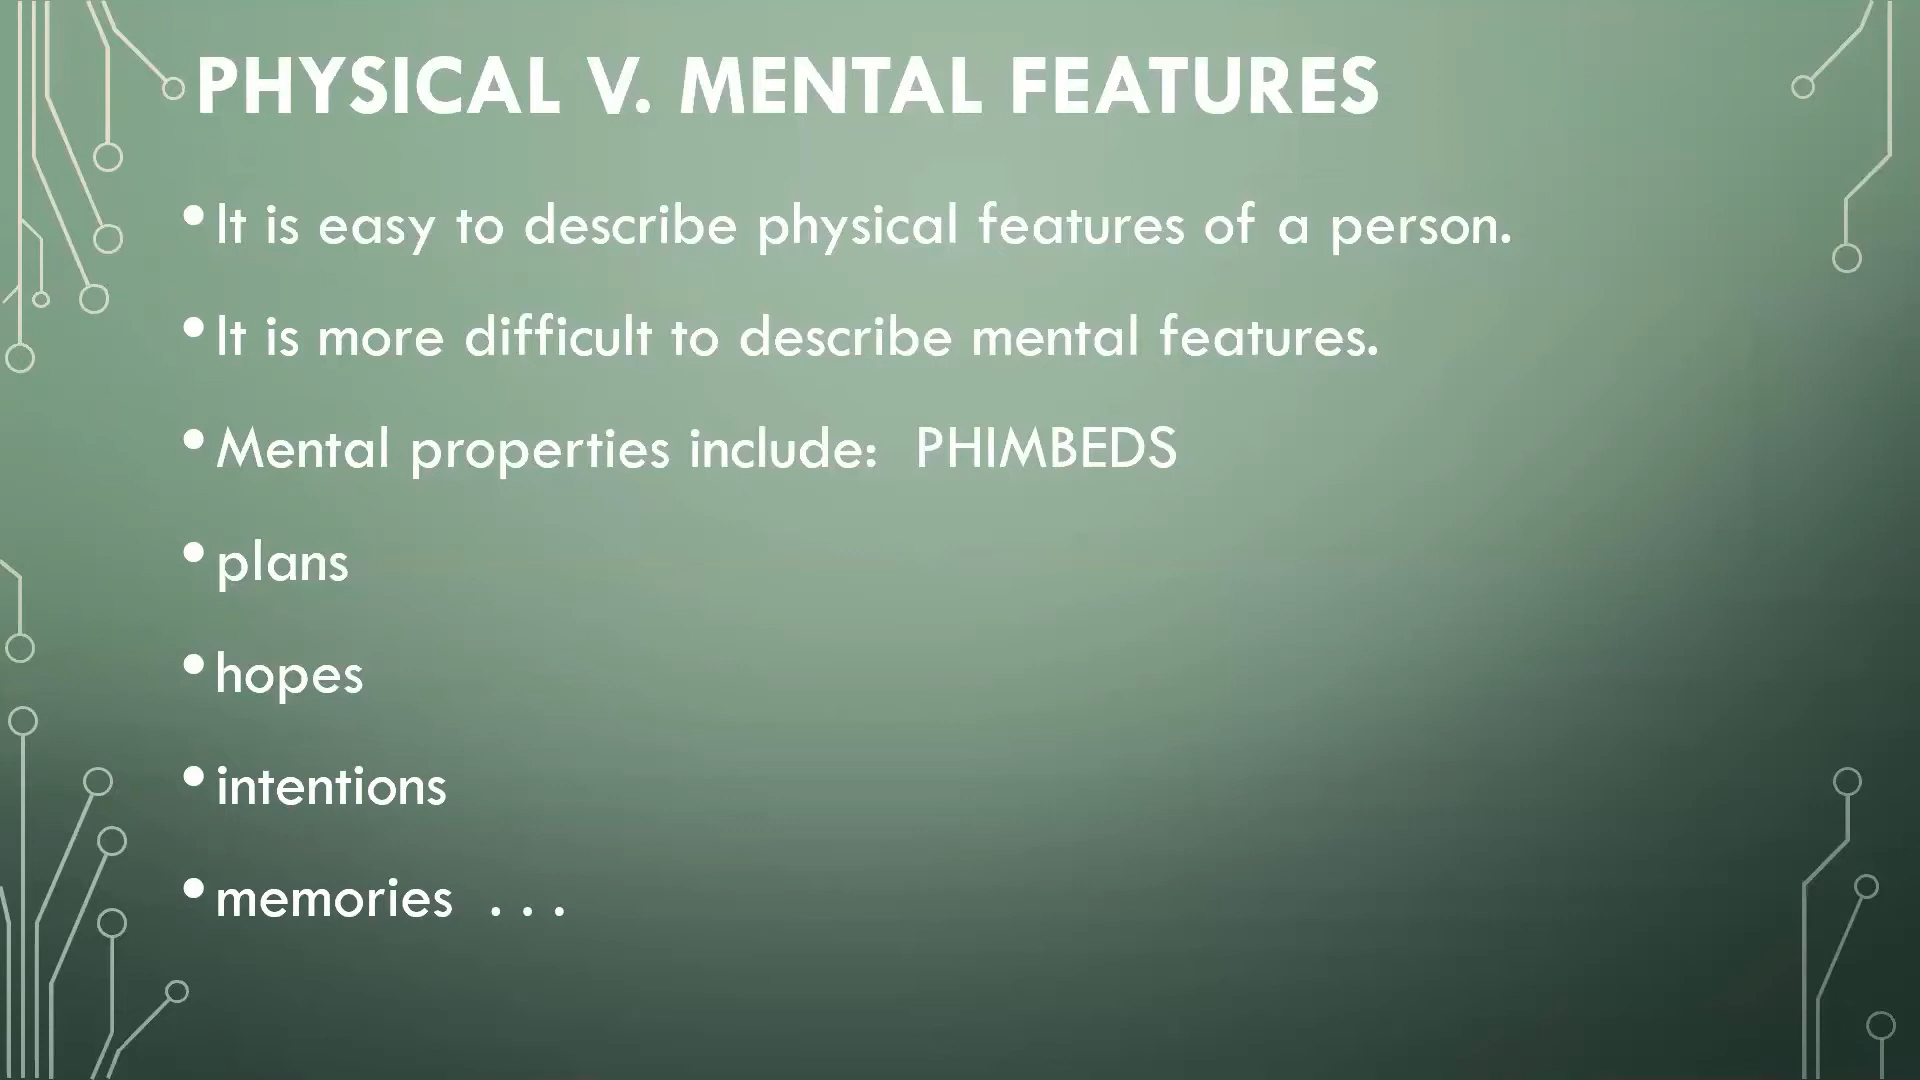 PHYSICAL V. MENTAL FEATURES
• It is easy to describe physical features of a person.
• It is more difficult to describe mental features.
• Mental properties include:  PHIMBEDS
• plans
• hopes
• intentions
• memories  . . .